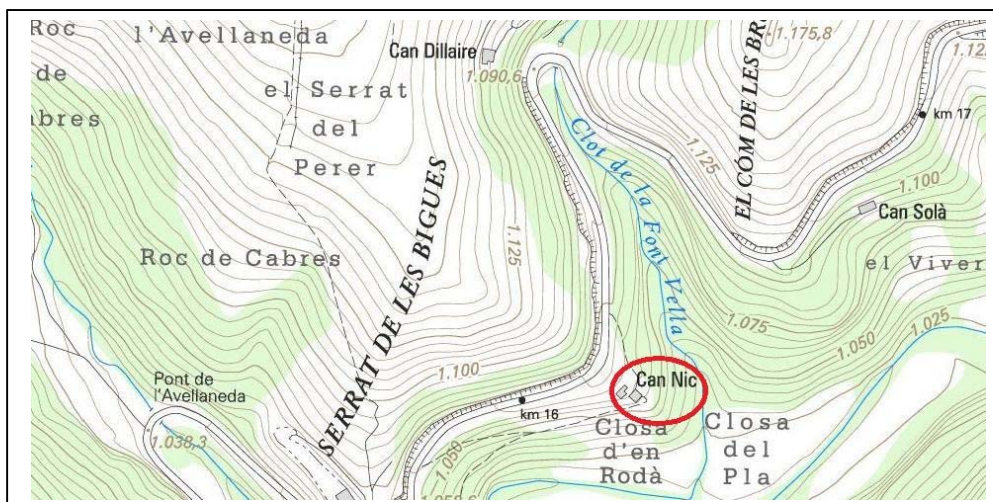 Roc
de
l'Avellaneda
el Serrat
del
Perer
Can Dillaire
1.090,6
1.175,8
EL CÓM DE LES BR
km 17
1.125
1.100
Can Solà
el Viver
Clot de la Font Vella
SERRAT DE LES BIGUES
1.125
Roc de Cabres
1.075
1.050
1.025
Pont de
l'Avellaneda
1.038,3
1.100
km 16
1.050
Can Nic
Closa
d'en
Rodà
Closa
del
Pla